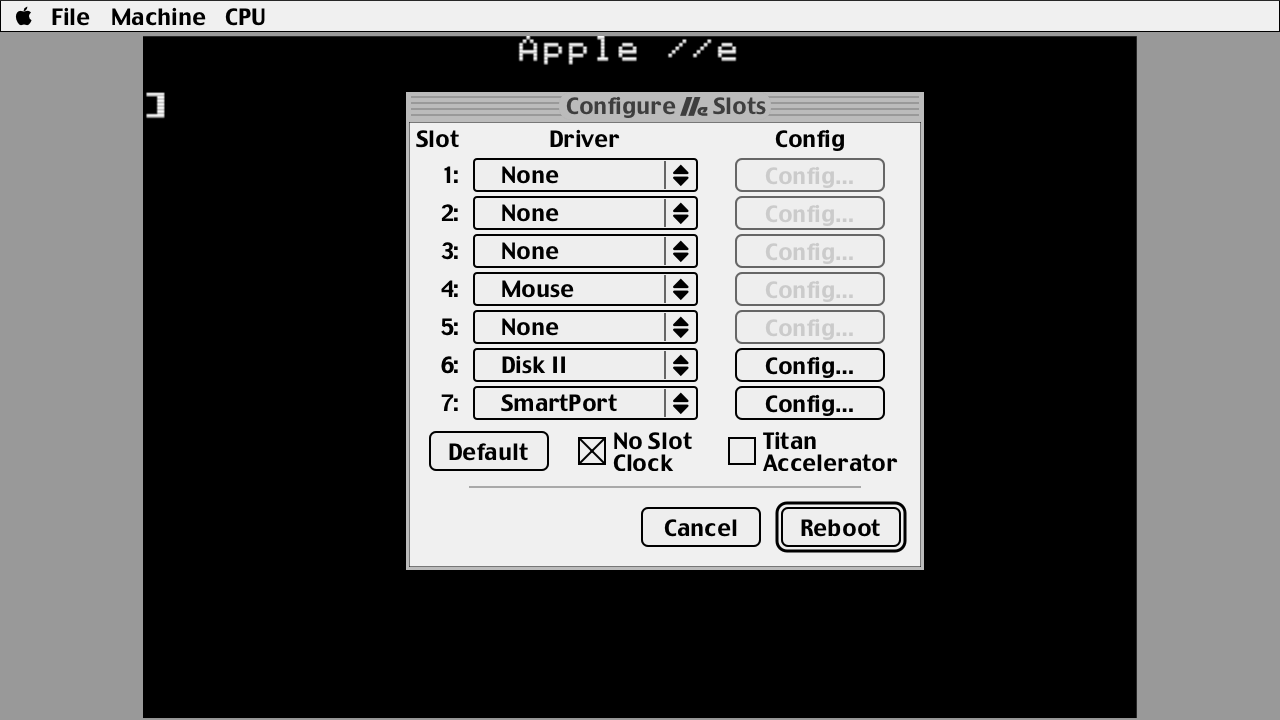 File Machine CPU
Apple //e
]
Configure //e Slots
Slot Driver Config
1: None Config...
2: None Config...
3: None Config...
4: Mouse Config...
5: None Config...
6: Disk II Config...
7: SmartPort Config...
Default No Slot Clock Titan Accelerator
Cancel Reboot